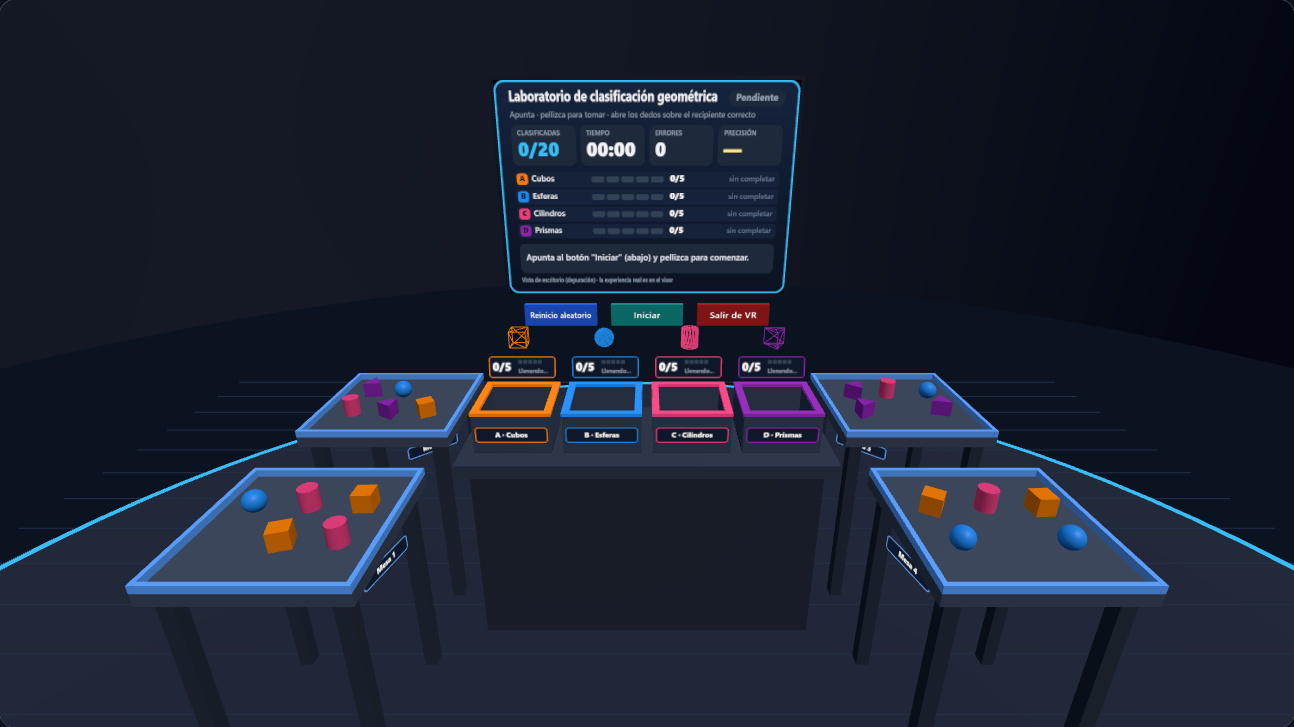 Laboratorio de clasificación geométrica
Pendiente
Apunta · pellizca para tomar · abre los dedos sobre el recipiente correcto
CLASIFICADAS
0/20
TIEMPO
00:00
ERRORES
0
PRECISIÓN
—
A Cubos 0/5 sin completar
B Esferas 0/5 sin completar
C Cilindros 0/5 sin completar
D Prismas 0/5 sin completar
Apunta al botón "Iniciar" (abajo) y pellizca para comenzar.
Vista de escritorio (depuración) · la experiencia real es en el visor
Reinicio aleatorio
Iniciar
Salir de VR
0/5 Llenando...
0/5 Llenando...
0/5 Llenando...
0/5 Llenando...
A · Cubos
B · Esferas
C · Cilindros
D · Prismas
Mesa 1
Mesa 4